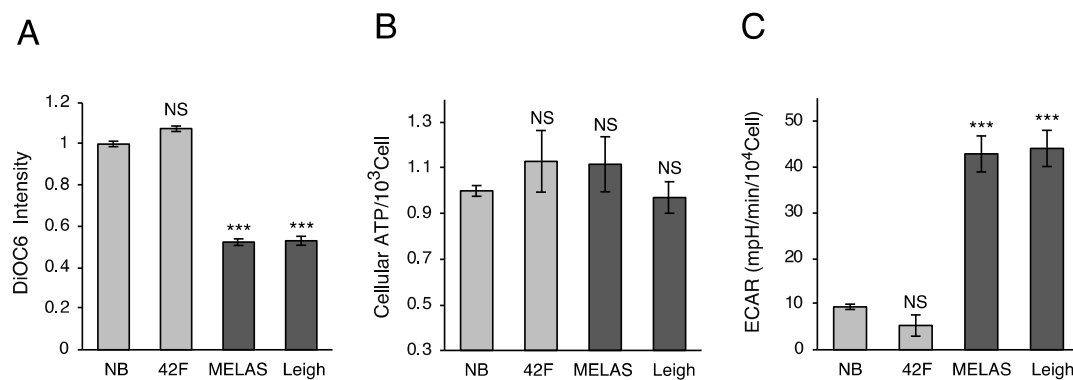 A
DiOC6 Intensity
1.2
1
0.8
0.6
0.4
0.2
0
NS
***
***
NB 42F MELAS Leigh
B
Cellular ATP/10³Cell
1.3
1.1
0.9
0.7
0.5
0.3
NS
NS
NS
NB 42F MELAS Leigh
C
ECAR (mpH/min/10⁴Cell)
50
40
30
20
10
0
NS
***
***
NB 42F MELAS Leigh